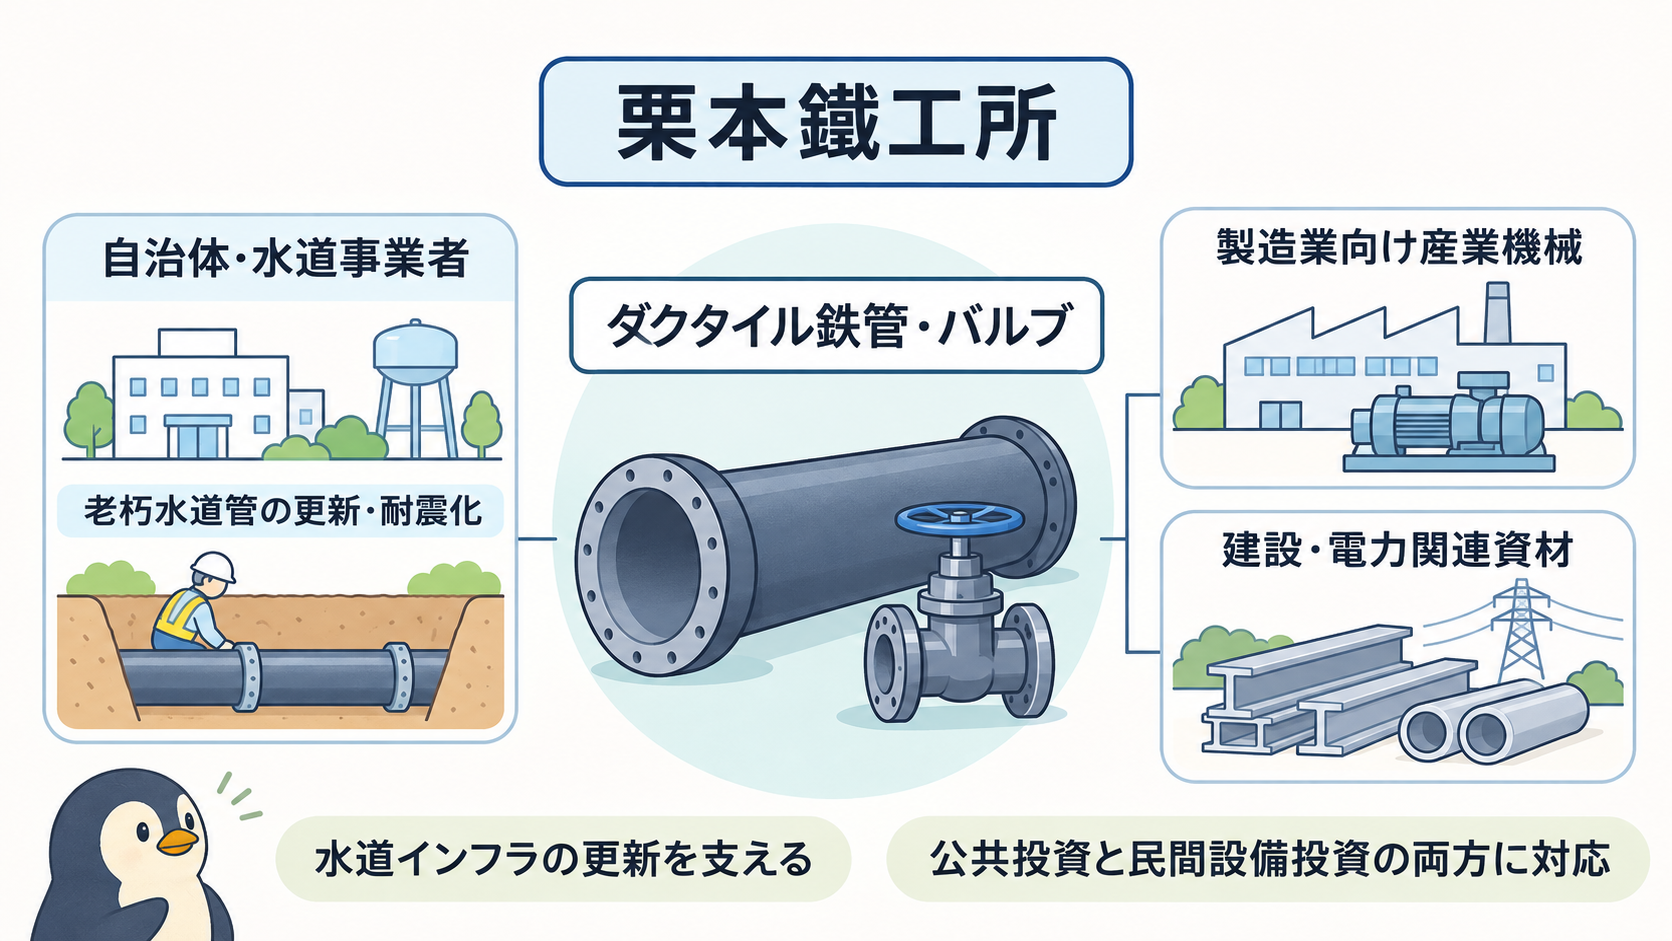 栗本鐵工所
自治体・水道事業者
老朽水道管の更新・耐震化
ダクタイル鉄管・バルブ
製造業向け産業機械
建設・電力関連資材
水道インフラの更新を支える
公共投資と民間設備投資の両方に対応